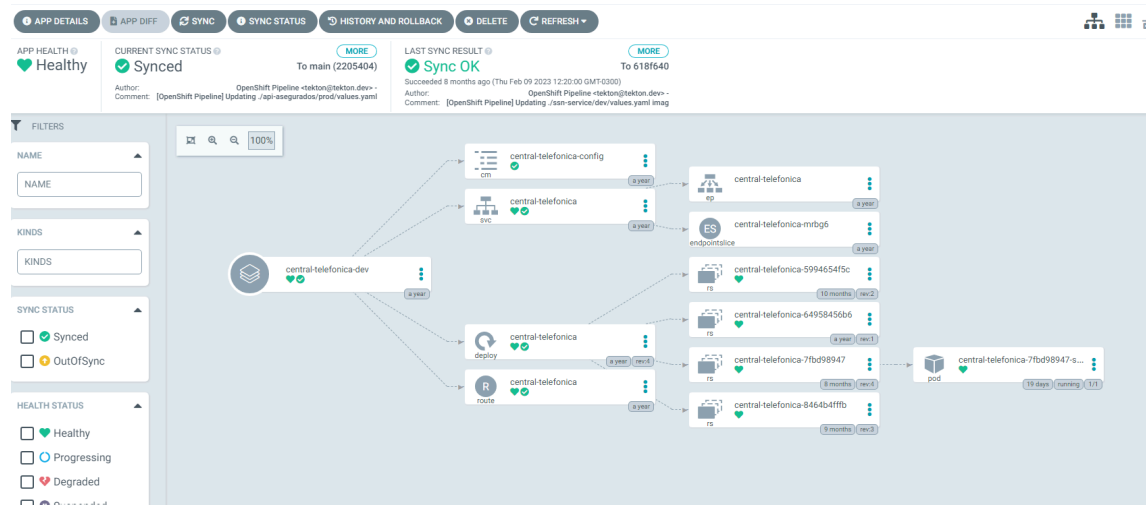 APP DETAILS
APP DIFF
SYNC
SYNC STATUS
HISTORY AND ROLLBACK
DELETE
REFRESH
APP HEALTH
Healthy
CURRENT SYNC STATUS
MORE
Synced
To main (2205404)
Author: OpenShift Pipeline <tekton@tekton.dev> -
Comment: [OpenShift Pipeline] Updating ./api-asegurados/prod/values.yaml
LAST SYNC RESULT
MORE
Sync OK
To 618f640
Succeeded 8 months ago (Thu Feb 09 2023 12:20:00 GMT-0300)
Author: OpenShift Pipeline <tekton@tekton.dev> -
Comment: [OpenShift Pipeline] Updating ./ssn-service/dev/values.yaml imag
FILTERS
NAME
NAME
KINDS
KINDS
SYNC STATUS
Synced
OutOfSync
HEALTH STATUS
Healthy
Progressing
Degraded
100%
central-telefonica-dev
a year
central-telefonica-config
cm
a year
central-telefonica
svc
a year
central-telefonica
deploy
a year rev:4
R
central-telefonica
route
a year
central-telefonica
ep
a year
ES
central-telefonica-mrbg6
endpointslice
a year
central-telefonica-5994654f5c
rs
10 months rev:2
central-telefonica-64958456b6
rs
a year rev:1
central-telefonica-7fbd98947
rs
8 months rev:4
central-telefonica-8464b4fffb
rs
9 months rev:3
central-telefonica-7fbd98947-s...
pod
19 days running 1/1